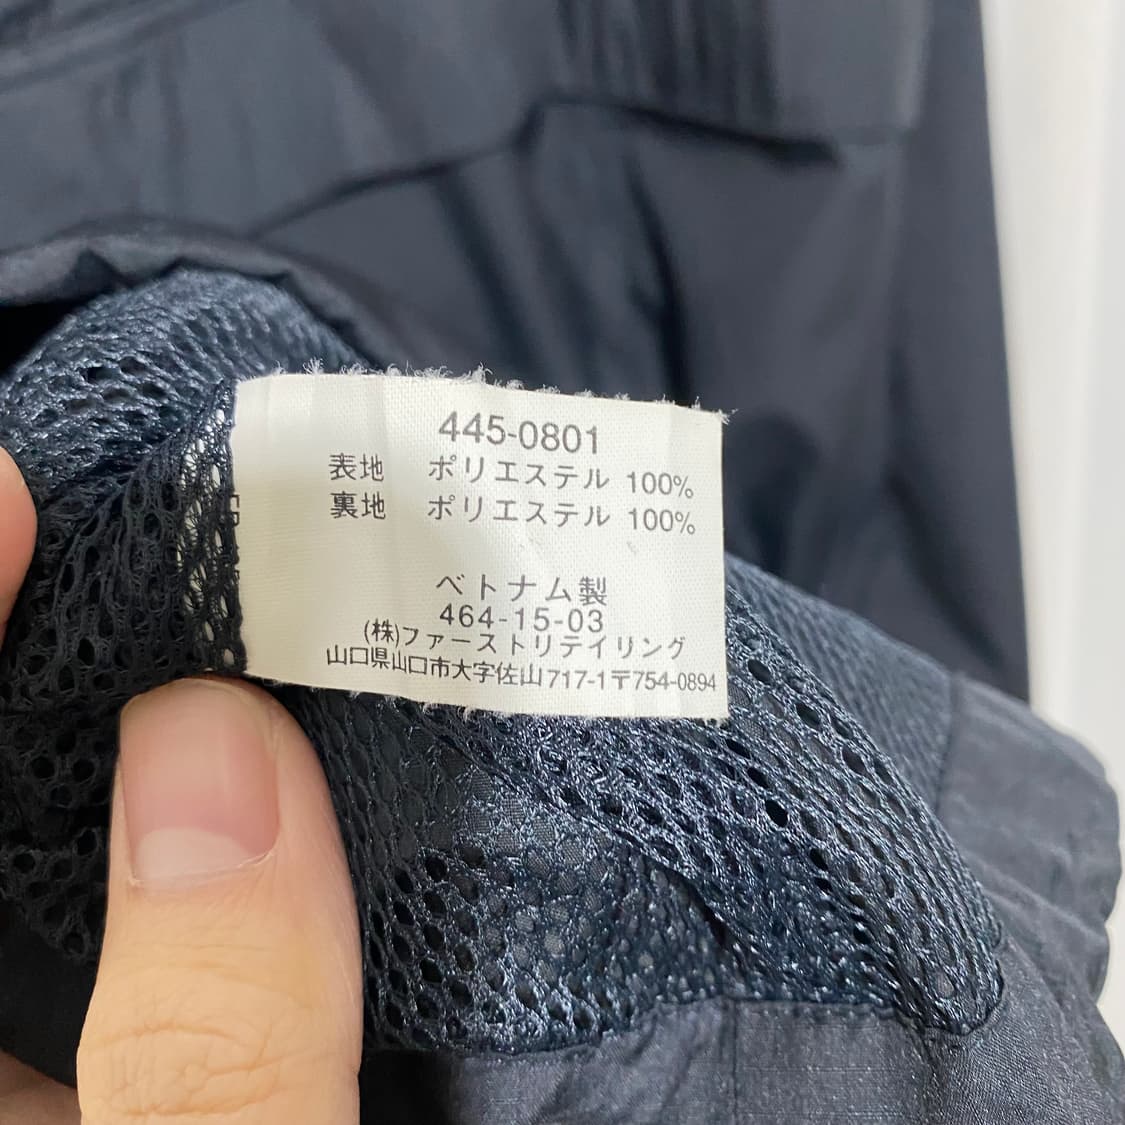 445-0801
表地 ポリエステル 100%
裏地 ポリエステル 100%
ベトナム製
464-15-03
(株)ファーストリテイリング
山口県山口市大字佐山717-1〒754-0894